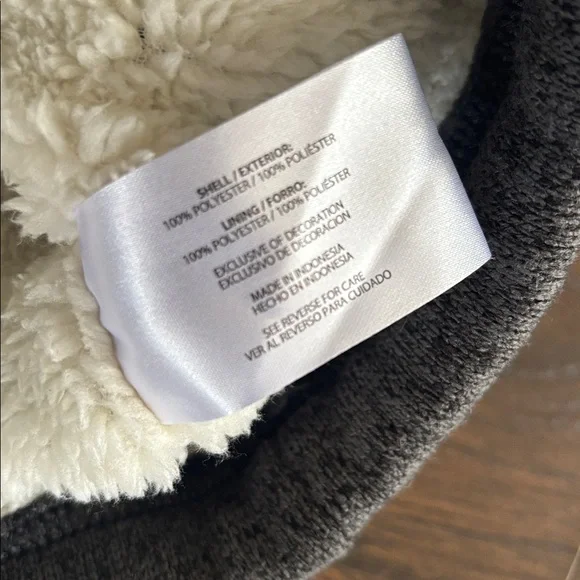 SHELL / EXTERIOR:
100% POLYESTER / 100% POLIÉSTER
LINING / FORRO:
100% POLYESTER / 100% POLIÉSTER
EXCLUSIVE OF DECORATION
EXCLUSIVO DE DECORACION
MADE IN INDONESIA
HECHO EN INDONESIA
SEE REVERSE FOR CARE
VER AL REVERSO PARA CUIDADO